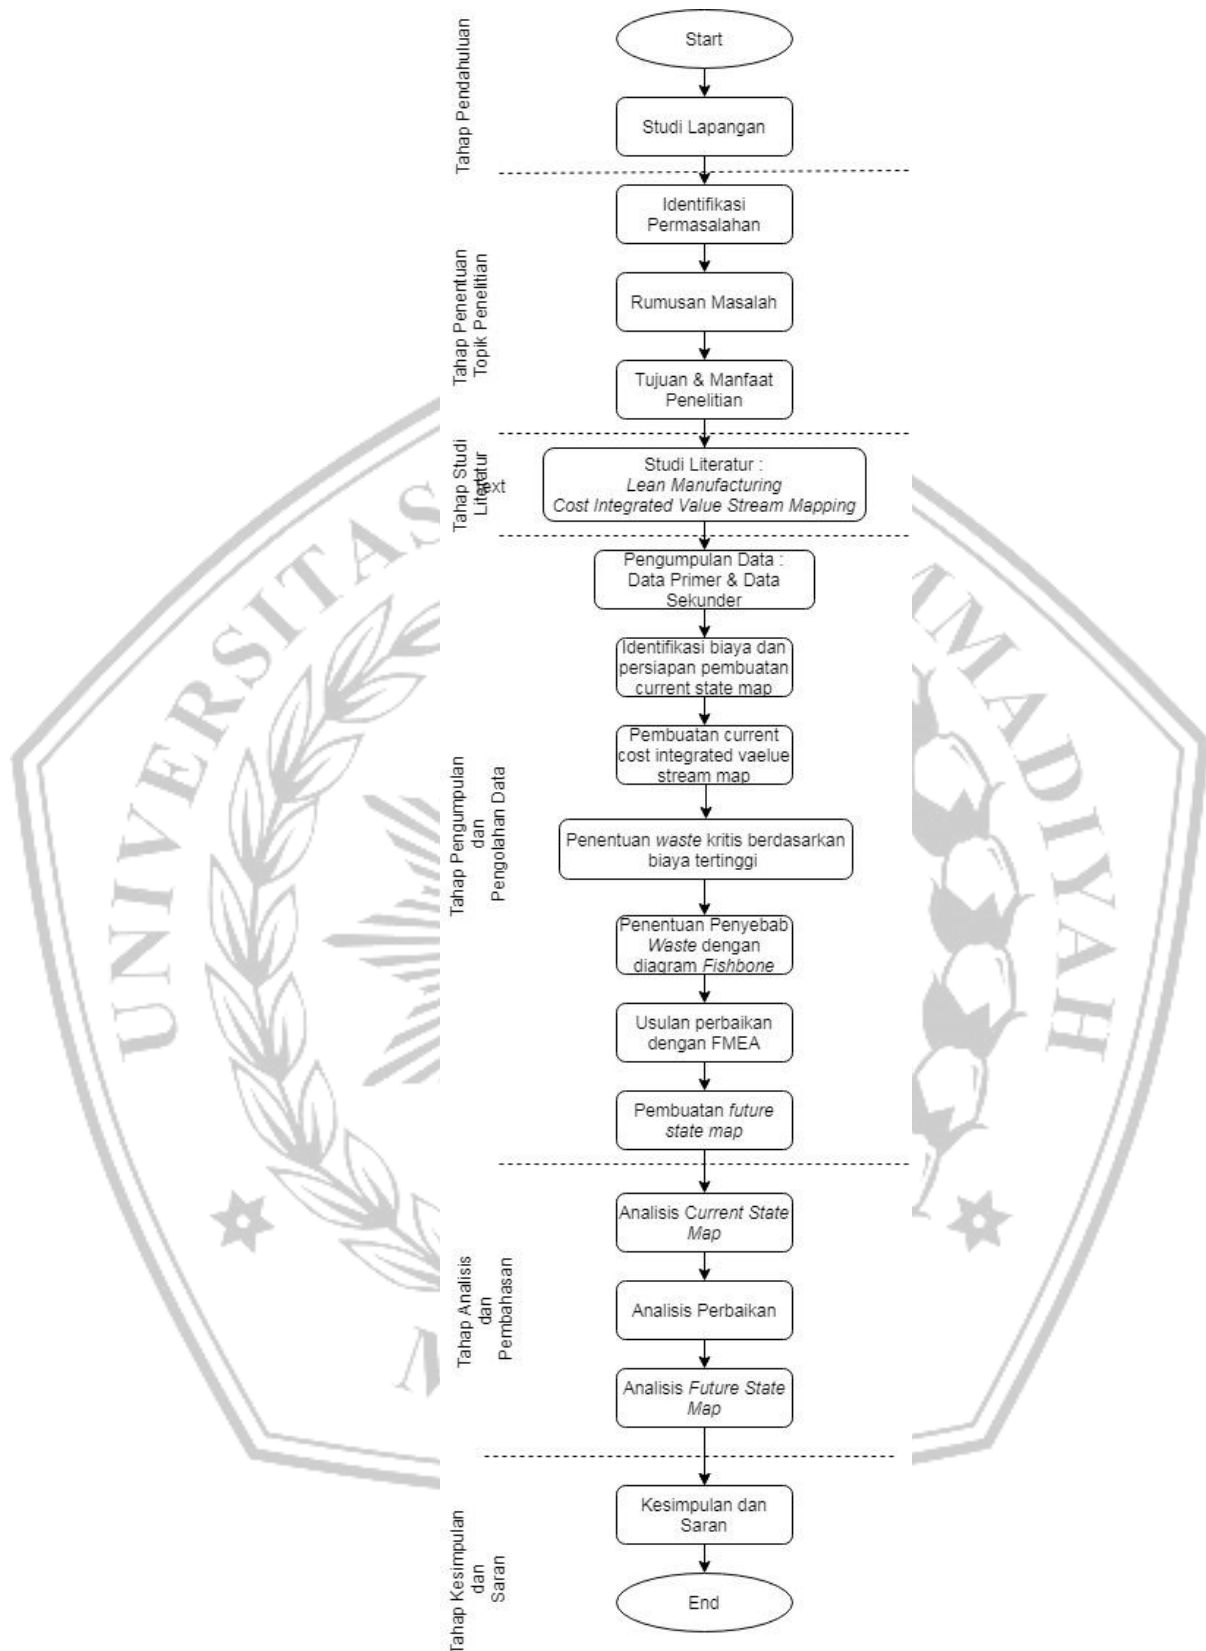 Tahap Pendahuluan
Start
Studi Lapangan
Tahap Penentuan
Topik Penelitian
Identifikasi
Permasalahan
Rumusan Masalah
Tujuan & Manfaat
Penelitian
Tahap Studi
Literatur
Text
Studi Literatur :
Lean Manufacturing
Cost Integrated Value Stream Mapping
Tahap Pengumpulan
dan
Pengolahan Data
Pengumpulan Data :
Data Primer & Data
Sekunder
Identifikasi biaya dan
persiapan pembuatan
current state map
Pembuatan current
cost integrated vaelue
stream map
Penentuan waste kritis berdasarkan
biaya tertinggi
Penentuan Penyebab
Waste dengan
diagram Fishbone
Usulan perbaikan
dengan FMEA
Pembuatan future
state map
Tahap Analisis
dan
Pembahasan
Analisis Current State
Map
Analisis Perbaikan
Analisis Future State
Map
Tahap Kesimpulan
dan
Saran
Kesimpulan dan
Saran
End
UNIVERSITAS
MMADIYAH
M